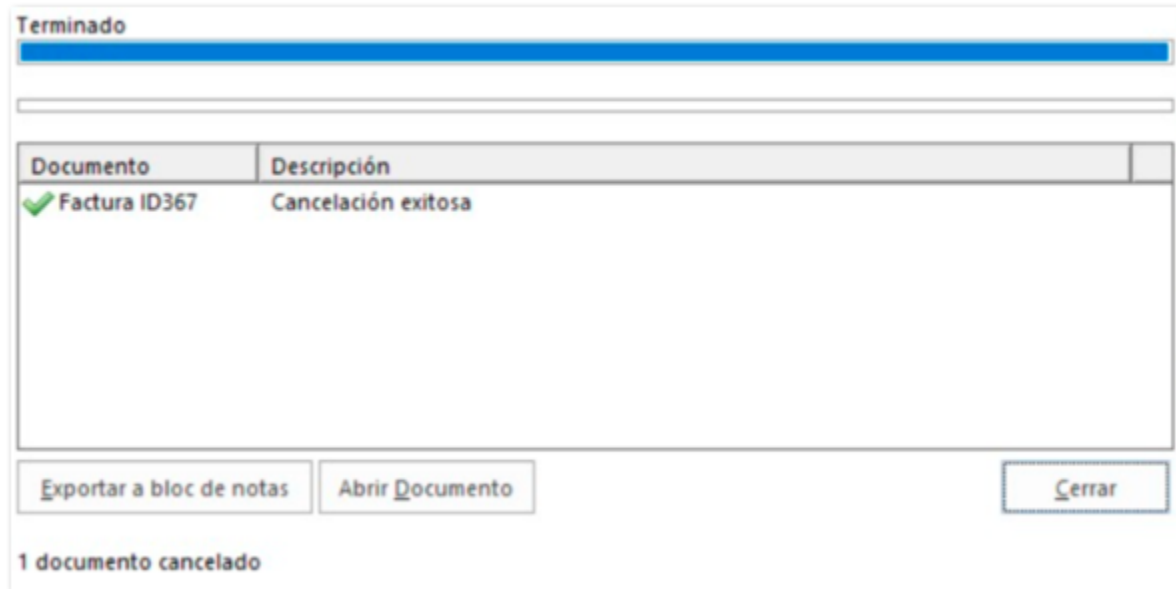 Terminado
Documento Descripción
Factura ID367 Cancelación exitosa
Exportar a bloc de notas Abrir Documento Cerrar
1 documento cancelado